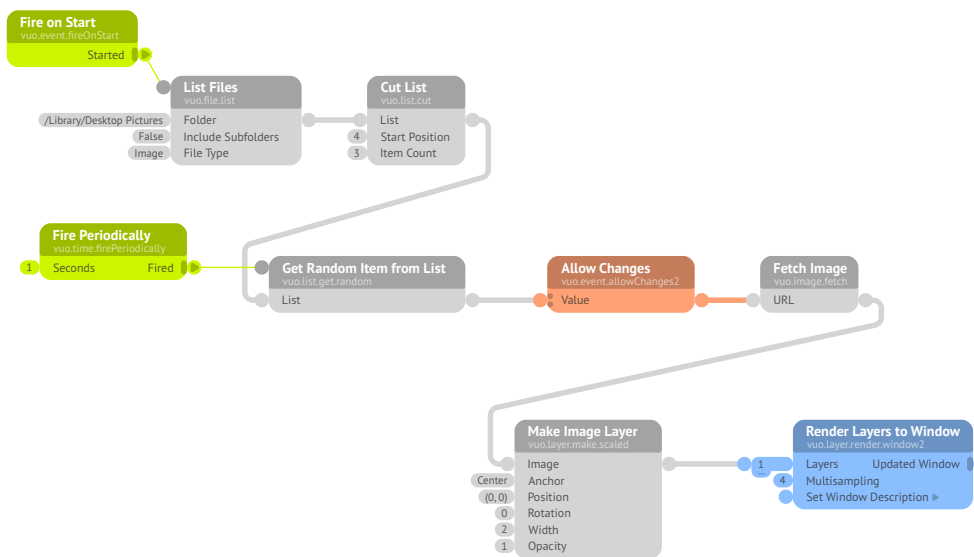 Fire on Start
vuo.event.fireOnStart
Started
List Files
vuo.file.list
/Library/Desktop Pictures Folder
False Include Subfolders
Image File Type
Cut List
vuo.list.cut
List
4 Start Position
3 Item Count
Fire Periodically
vuo.time.firePeriodically
1 Seconds Fired
Get Random Item from List
vuo.list.get.random
List
Allow Changes
vuo.event.allowChanges2
Value
Fetch Image
vuo.image.fetch
URL
Make Image Layer
vuo.layer.make.scaled
Image
Center Anchor
(0,0) Position
0 Rotation
2 Width
1 Opacity
Render Layers to Window
vuo.layer.render.window2
1 Layers Updated Window
4 Multisampling
Set Window Description